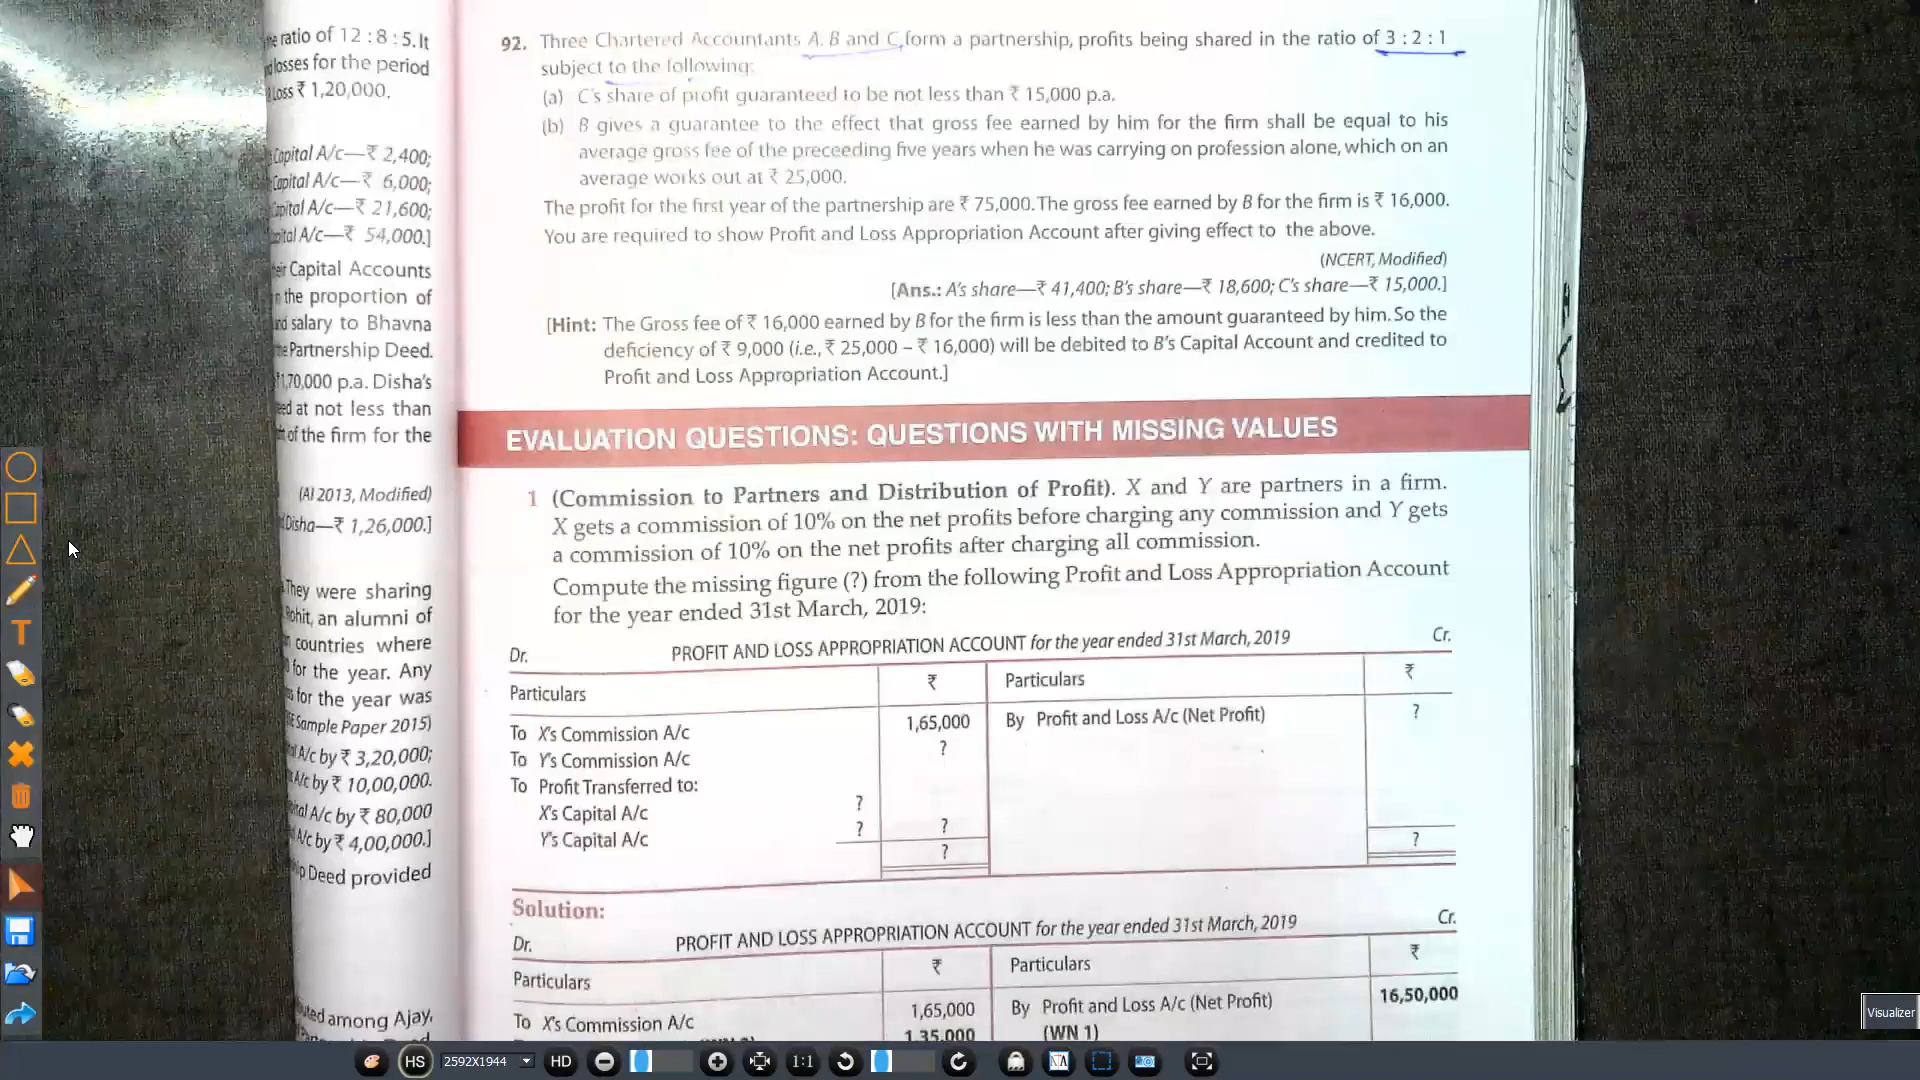 ratio of 12 : 8 : 5. It
losses for the period
Loss ₹ 1,20,000.
Capital A/c—₹ 2,400;
Capital A/c—₹ 6,000;
Capital A/c—₹ 21,600;
Capital A/c—₹ 54,000.]
Capital Accounts
the proportion of
salary to Bhavna
Partnership Deed.
1,70,000 p.a. Disha's
at not less than
of the firm for the
(AI 2013, Modified)
Disha—₹ 1,26,000.]
They were sharing
Rohit, an alumni of
countries where
for the year. Any
for the year was
Sample Paper 2015)
A/c by ₹ 3,20,000;
A/c by ₹ 10,00,000.
A/c by ₹ 80,000
A/c by ₹ 4,00,000.]
Deed provided
among Ajay,
92. Three Chartered Accountants A, B and C, form a partnership, profits being shared in the ratio of 3 : 2 : 1
subject to the following:
(a) C's share of profit guaranteed to be not less than ₹ 15,000 p.a.
(b) B gives a guarantee to the effect that gross fee earned by him for the firm shall be equal to his
average gross fee of the preceeding five years when he was carrying on profession alone, which on an
average works out at ₹ 25,000.
The profit for the first year of the partnership are ₹ 75,000. The gross fee earned by B for the firm is ₹ 16,000.
You are required to show Profit and Loss Appropriation Account after giving effect to the above.
(NCERT, Modified)
[Ans.: A's share—₹ 41,400; B's share—₹ 18,600; C's share—₹ 15,000.]
[Hint: The Gross fee of ₹ 16,000 earned by B for the firm is less than the amount guaranteed by him. So the
deficiency of ₹ 9,000 (i.e., ₹ 25,000 – ₹ 16,000) will be debited to B's Capital Account and credited to
Profit and Loss Appropriation Account.]
EVALUATION QUESTIONS: QUESTIONS WITH MISSING VALUES
1 (Commission to Partners and Distribution of Profit). X and Y are partners in a firm.
X gets a commission of 10% on the net profits before charging any commission and Y gets
a commission of 10% on the net profits after charging all commission.
Compute the missing figure (?) from the following Profit and Loss Appropriation Account
for the year ended 31st March, 2019:
Dr. PROFIT AND LOSS APPROPRIATION ACCOUNT for the year ended 31st March, 2019 Cr.
Particulars ₹ Particulars ₹
To X's Commission A/c 1,65,000 By Profit and Loss A/c (Net Profit) ?
To Y's Commission A/c ?
To Profit Transferred to:
X's Capital A/c ?
Y's Capital A/c ? ?
? ?
Solution:
Dr. PROFIT AND LOSS APPROPRIATION ACCOUNT for the year ended 31st March, 2019 Cr.
Particulars ₹ Particulars ₹
To X's Commission A/c 1,65,000 By Profit and Loss A/c (Net Profit) 16,50,000
1,35,000 (WN 1)
T
Visualizer
HS 2592X1944 HD 1:1